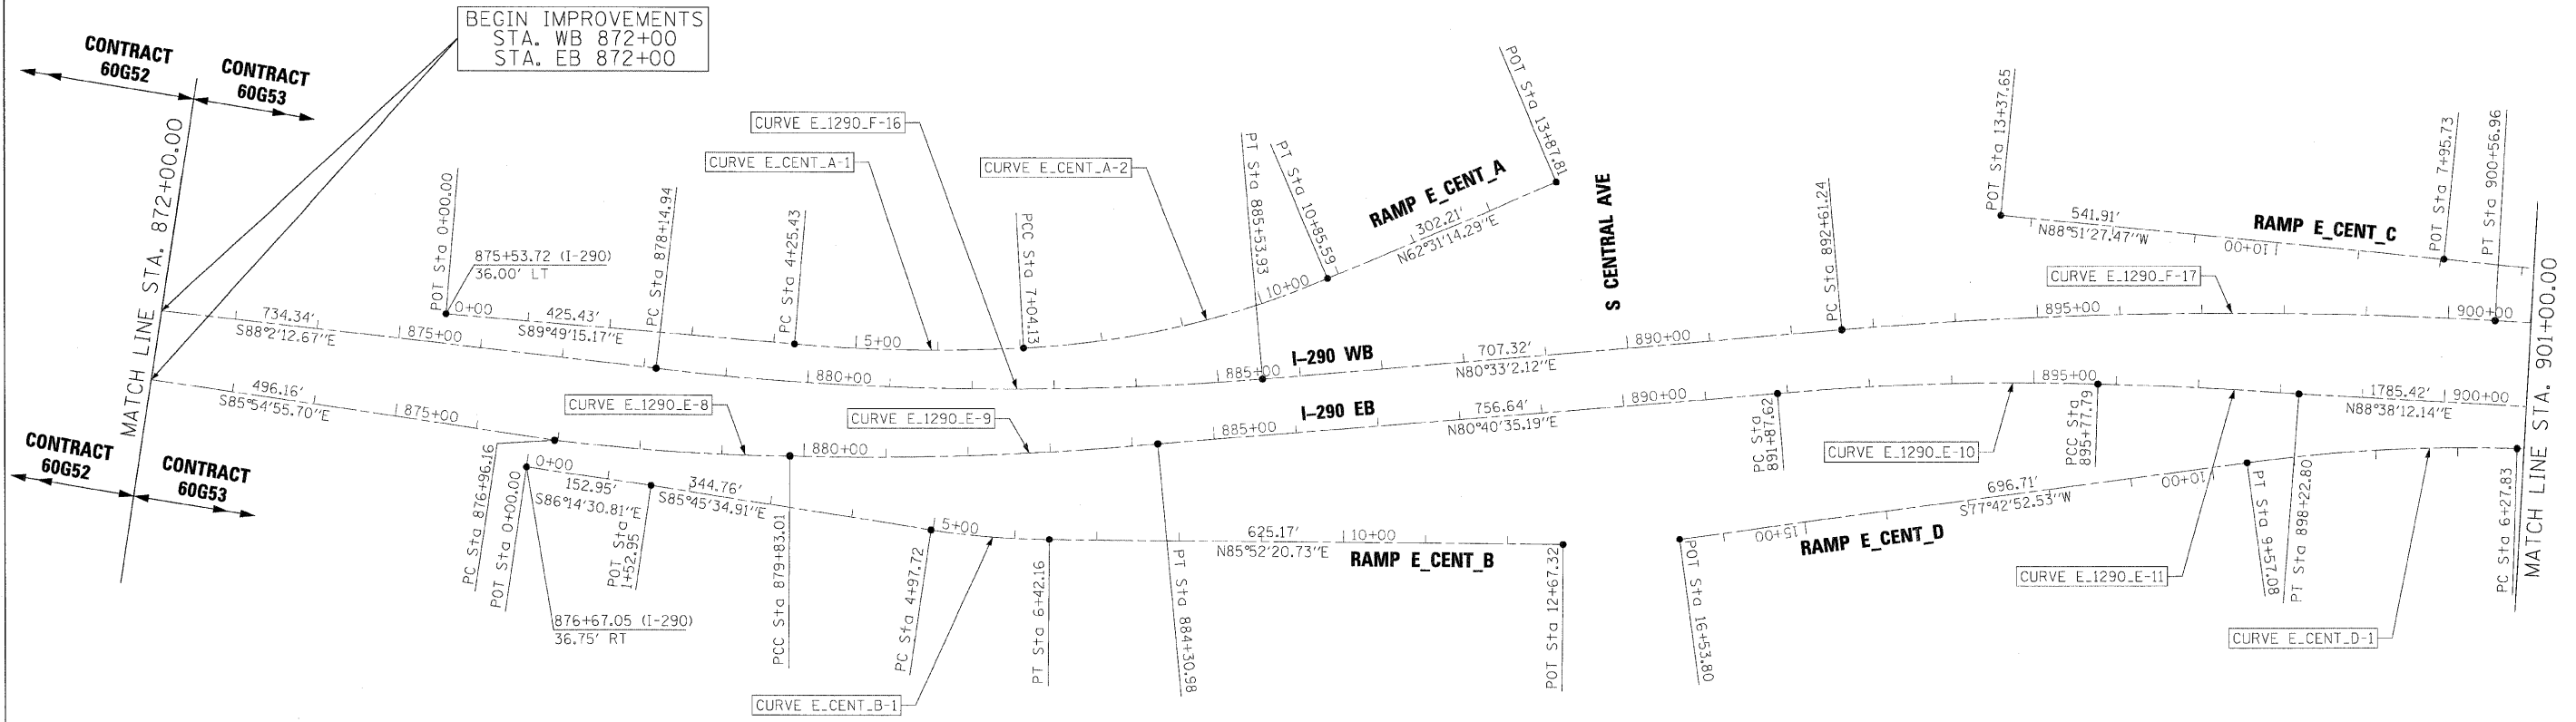 BEGIN IMPROVEMENTS
STA. WB 872+00
STA. EB 872+00
CONTRACT
60G52
CONTRACT
60G53
MATCH LINE STA. 872+00.00
CONTRACT
60G52
CONTRACT
60G53
CURVE E_1290_F-16
CURVE E_CENT_A-1
CURVE E_CENT_A-2
POT Sta 0+00.00
875+53.72 (I-290)
36.00' LT
PC Sta 878+14.94
PC Sta 4+25.43
PCC Sta 7+04.13
PT Sta 885+53.93
PT Sta 10+85.59
POT Sta 13+87.81
RAMP E_CENT_A
302.21'
N62°31'14.29"E
10+00
S CENTRAL AVE
PC Sta 892+61.24
POT Sta 13+37.65
541.91'
N88°51'27.47"W
10+00
RAMP E_CENT_C
POT Sta 7+95.73
PT Sta 900+56.96
CURVE E_1290_F-17
MATCH LINE STA. 901+00.00
734.34'
S88°2'12.67"E
875+00
0+00
425.43'
S89°49'15.17"E
5+00
880+00
885+00
I-290 WB
707.32'
N80°33'2.12"E
890+00
895+00
900+00
496.16'
S85°54'55.70"E
875+00
CURVE E_1290_E-8
CURVE E_1290_E-9
880+00
885+00
I-290 EB
756.64'
N80°40'35.19"E
890+00
PC Sta
891+87.62
CURVE E_1290_E-10
895+00
PCC Sta
895+77.79
1785.42'
N88°38'12.14"E
900+00
PC Sta 876+96.16
POT Sta 0+00.00
0+00
152.95'
S86°14'30.81"E
POT Sta
1+52.95
344.76'
S85°45'34.91"E
876+67.05 (I-290)
36.75' RT
PCC Sta 879+83.01
PC Sta 4+97.72
5+00
PT Sta 6+42.16
CURVE E_CENT_B-1
PT Sta 884+30.98
625.17'
N85°52'20.73"E
10+00
RAMP E_CENT_B
POT Sta 12+67.32
POT Sta 16+53.80
15+00
RAMP E_CENT_D
696.71'
S77°42'52.53"W
10+00
PT Sta 9+57.08
PT Sta 898+22.80
CURVE E_1290_E-11
CURVE E_CENT_D-1
PC Sta 6+27.83